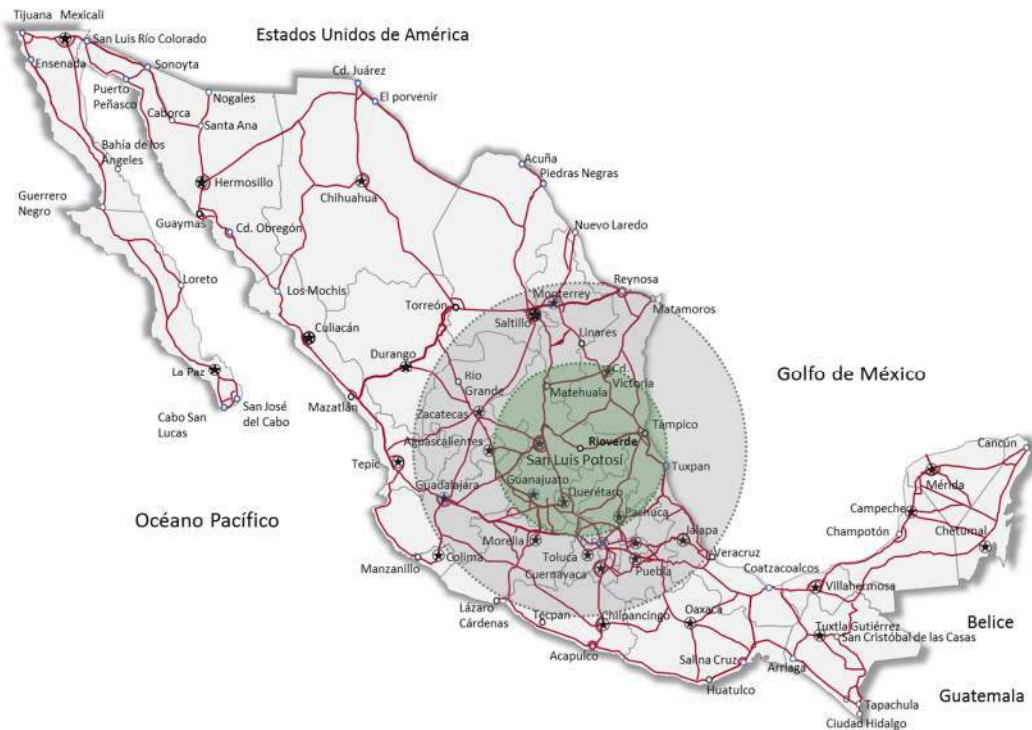 Tijuana
Mexicali
Estados Unidos de América
San Luis Río Colorado
Ensenada
Sonoyta
Cd. Juárez
Puerto
Peñasco
Nogales
El porvenir
Caborca
Santa Ana
Bahía de los
Ángeles
Acuña
Piedras Negras
Hermosillo
Chihuahua
Guerrero
Negro
Guaymas
Cd. Obregón
Nuevo Laredo
Loreto
Los Mochis
Reynosa
Torreón
Monterrey
Matamoros
Saltillo
Culiacán
Linares
Durango
La Paz
Rio
Grande
Cd.
Victoria
Golfo de México
Matehuala
Mazatlán
Cabo San
Lucas
San José
del Cabo
Zacatecas
Tampico
Aguascalientes
Rioverde
San Luis Potosí
Cancún
Tepic
Tuxpan
Mérida
Guadalajara
Guanajuato
Querétaro
Océano Pacífico
Pachuca
Campeche
Champotón
Chetumal
Morelia
Jalapa
Toluca
Colima
Manzanillo
Veracruz
Cuernavaca
Puebla
Coatzacoalcos
Villahermosa
Lázaro
Cárdenas
Tecpan
Chilpancingo
Oaxaca
Belice
Tuxtla Gutiérrez
San Cristóbal de las Casas
Acapulco
Salina Cruz
Arriaga
Huatulco
Guatemala
Tapachula
Ciudad Hidalgo